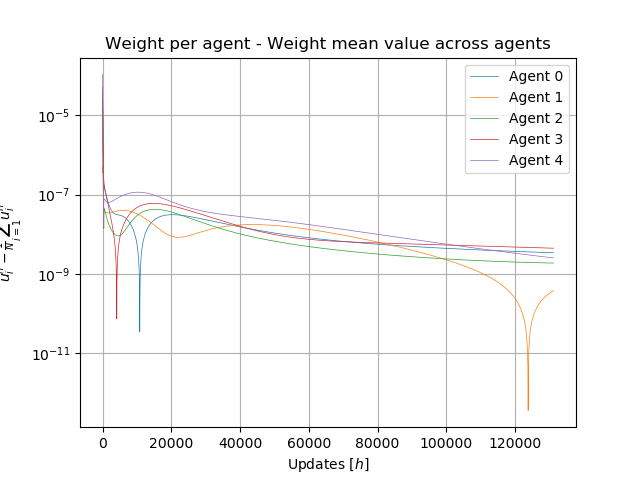 Weight per agent - Weight mean value across agents
Agent 0
Agent 1
Agent 2
Agent 3
Agent 4
10⁻⁵
10⁻⁷
10⁻⁹
10⁻¹¹
0
20000
40000
60000
80000
100000
120000
Updates [h]